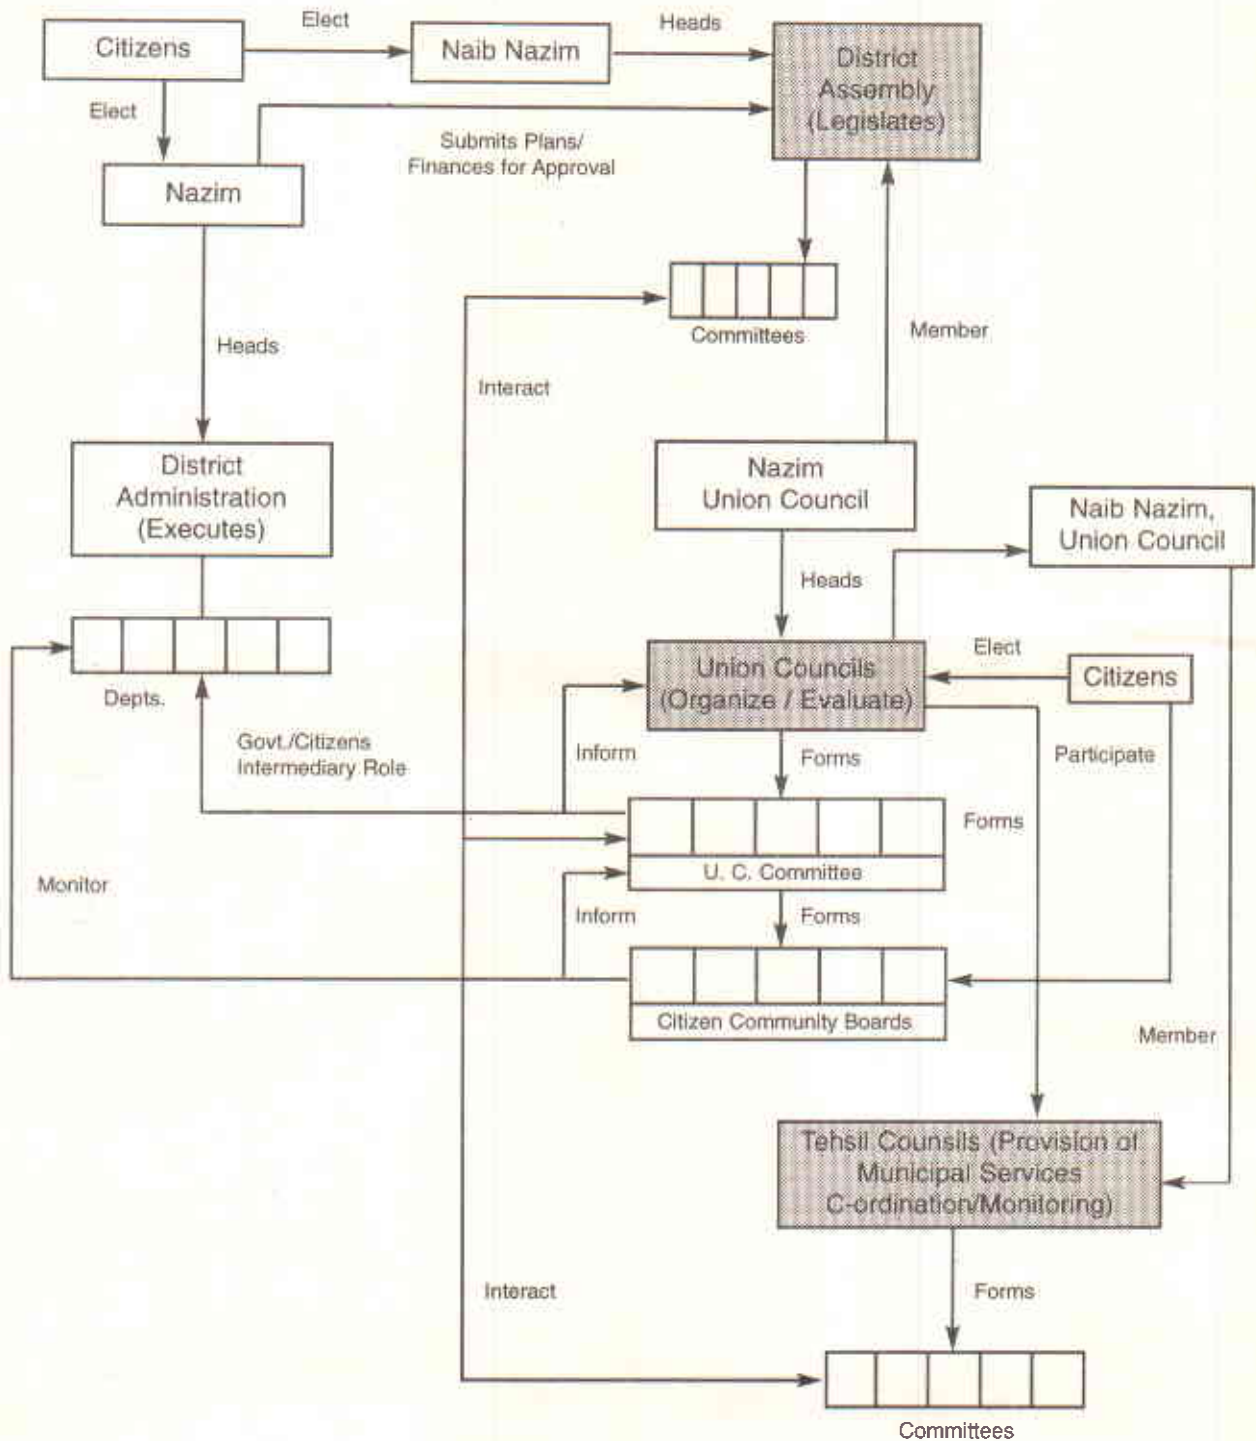 Elect
Heads
Citizens
Naib Nazim
District
Assembly
(Legislates)
Elect
Submits Plans/
Finances for Approval
Nazim
Committees
Member
Heads
Interact
District
Administration
(Executes)
Nazim
Union Council
Naib Nazim,
Union Council
Heads
Depts.
Union Councils
(Organize / Evaluate)
Elect
Citizens
Govt./Citizens
Intermediary Role
Inform
Forms
Participate
Forms
U. C. Committee
Monitor
Inform
Forms
Citizen Community Boards
Member
Tehsil Counsils (Provision of
Municipal Services
C-ordination/Monitoring)
Interact
Forms
Committees